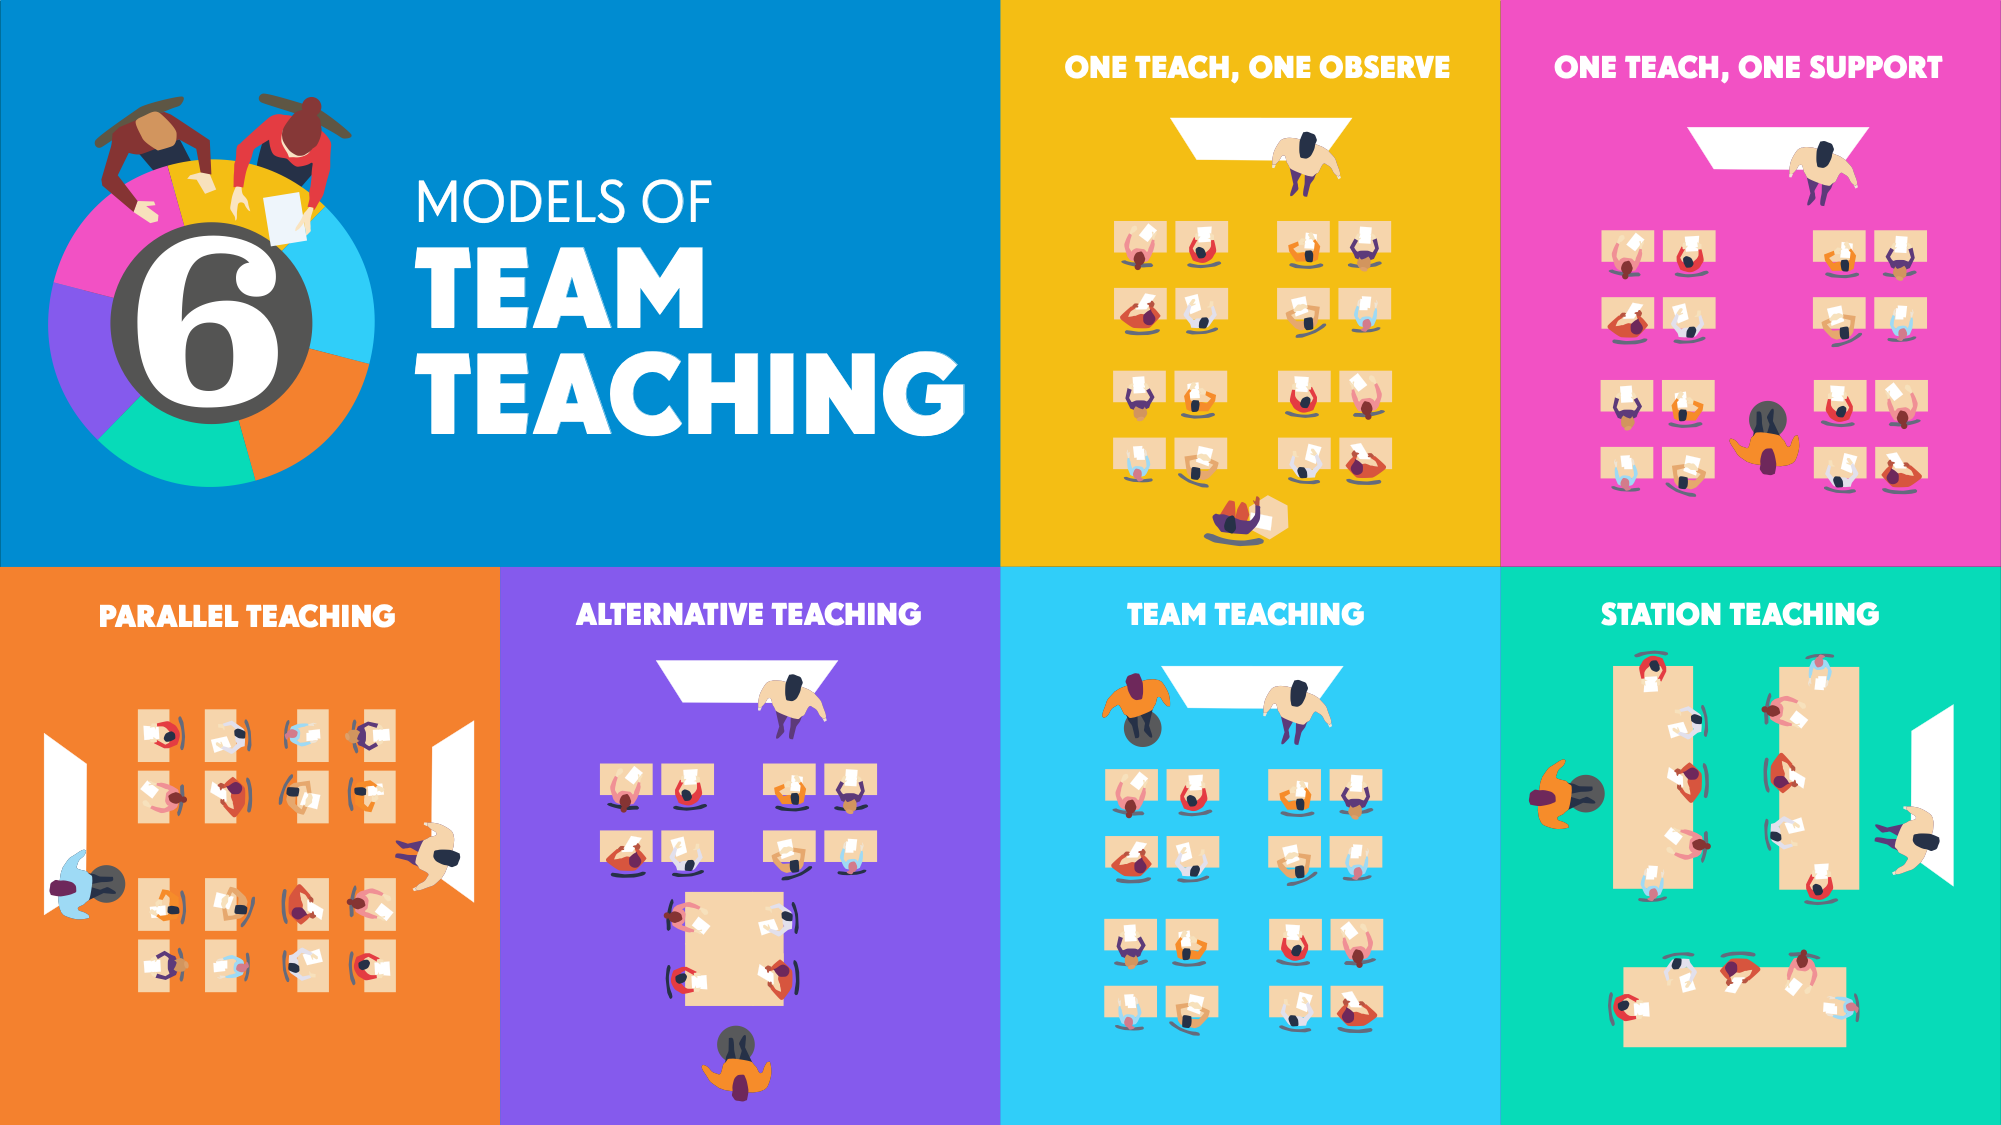 6
MODELS OF
TEAM
TEACHING
ONE TEACH, ONE OBSERVE
ONE TEACH, ONE SUPPORT
PARALLEL TEACHING
ALTERNATIVE TEACHING
TEAM TEACHING
STATION TEACHING